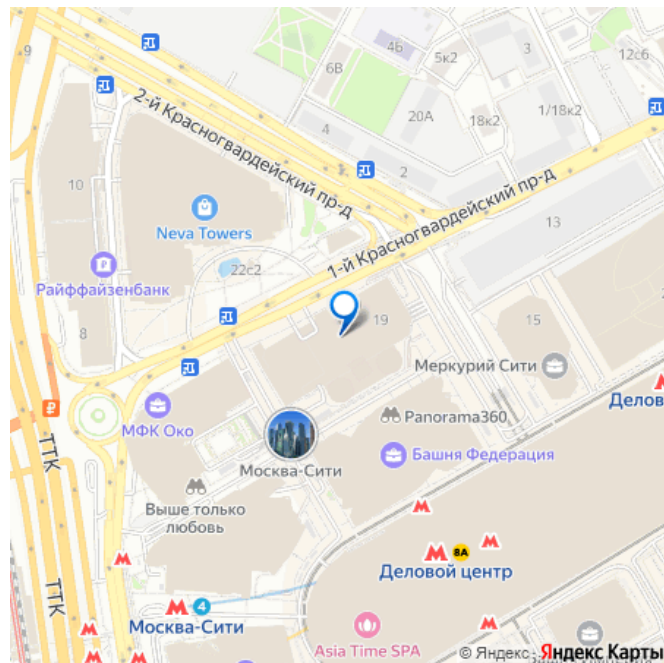 9
4Б
5к2
3
12с6
6В
20А
18к2
1/18к2
4
2
2-й Красногвардейский пр-д
10
Neva Towers
1-й Красногвардейский пр-д
13
22с2
Райффайзенбанк
8
19
15
Меркурий Сити
Делов
МФК Око
Panorama360
ТТК
Башня Федерация
Москва-Сити
Выше только
любовь
8А
Деловой центр
ТТК
4
Москва-Сити
Asia Time SPA
© Яндекс
Яндекс Карты